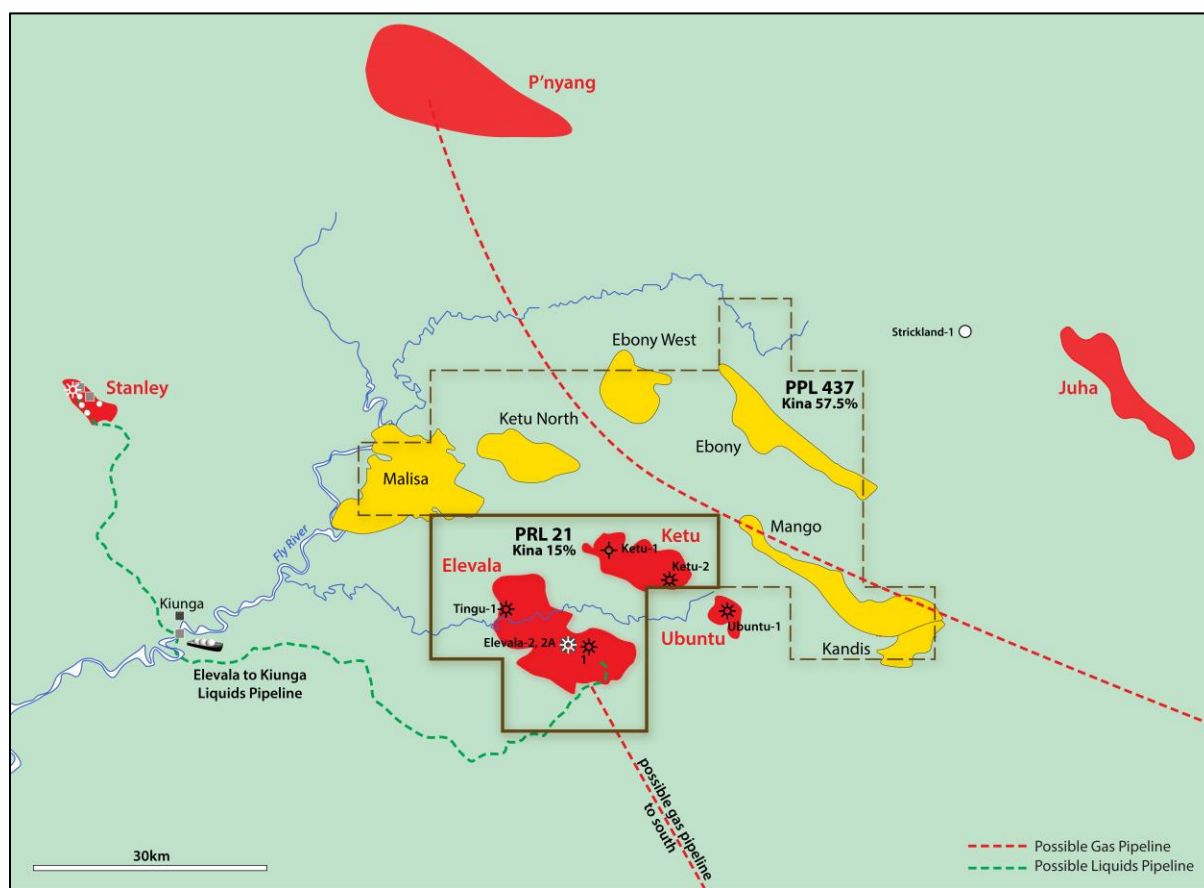 P'nyang
Strickland-1
Ebony West
Juha
PPL 437
Kina 57.5%
Stanley
Ketu North
Ebony
Malisa
Mango
PRL 21
Kina 15%
Ketu
Ketu-1
Fly River
Elevala
Ketu-2
Kiunga
Tingu-1
Ubuntu-1
Ubuntu
Elevala-2, 2A
1
Kandis
Elevala to Kiunga
Liquids Pipeline
possible gas pipeline
to south
30km
Possible Gas Pipeline
Possible Liquids Pipeline